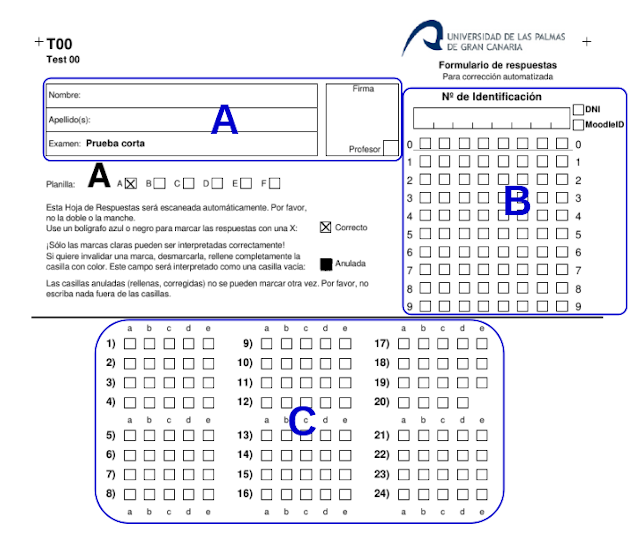 T00
Test 00
UNIVERSIDAD DE LAS PALMAS
DE GRAN CANARIA
Formulario de respuestas
Para corrección automatizada
Nombre:
Apellido(s):
Examen: Prueba corta
Firma
Profesor
A
Nº de Identificación
DNI
MoodleID
0 0
1 1
2 2
3 3
4 4
5 5
6 6
7 7
8 8
9 9
B
Planilla: A A B C D E F
Esta Hoja de Respuestas será escaneada automáticamente. Por favor,
no la doble o la manche.
Use un bolígrafo azul o negro para marcar las respuestas con una X: Correcto
¡Sólo las marcas claras pueden ser interpretadas correctamente!
Si quiere invalidar una marca, desmarcarla, rellene completamente la
casilla con color. Este campo será interpretado como una casilla vacia: Anulada
Las casillas anuladas (rellenas, corregidas) no se pueden marcar otra vez. Por favor, no
escriba nada fuera de las casillas.
a b c d e a b c d e a b c d e
1) 9) 17)
2) 10) 18)
3) 11) 19)
4) 12) 20)
C
a b c d e a b c d e a b c d e
5) 13) 21)
6) 14) 22)
7) 15) 23)
8) 16) 24)
a b c d e a b c d e a b c d e